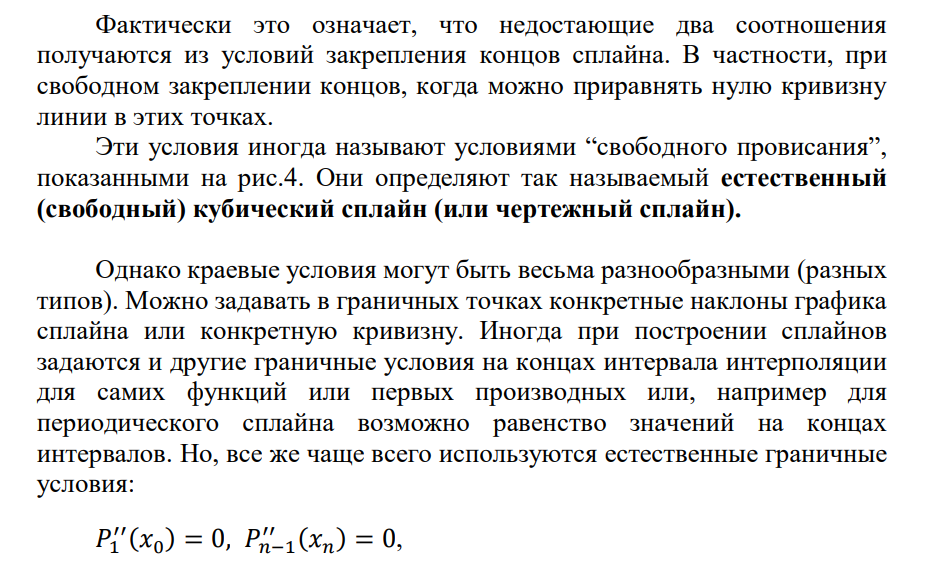 Фактически это означает, что недостающие два соотношения
получаются из условий закрепления концов сплайна. В частности, при
свободном закреплении концов, когда можно приравнять нулю кривизну
линии в этих точках.
Эти условия иногда называют условиями “свободного провисания”,
показанными на рис.4. Они определяют так называемый естественный
(свободный) кубический сплайн (или чертежный сплайн).
Однако краевые условия могут быть весьма разнообразными (разных
типов). Можно задавать в граничных точках конкретные наклоны графика
сплайна или конкретную кривизну. Иногда при построении сплайнов
задаются и другие граничные условия на концах интервала интерполяции
для самих функций или первых производных или, например для
периодического сплайна возможно равенство значений на концах
интервалов. Но, все же чаще всего используются естественные граничные
условия:
P₁′′(x₀) = 0, P′′ₙ₋₁(xₙ) = 0,